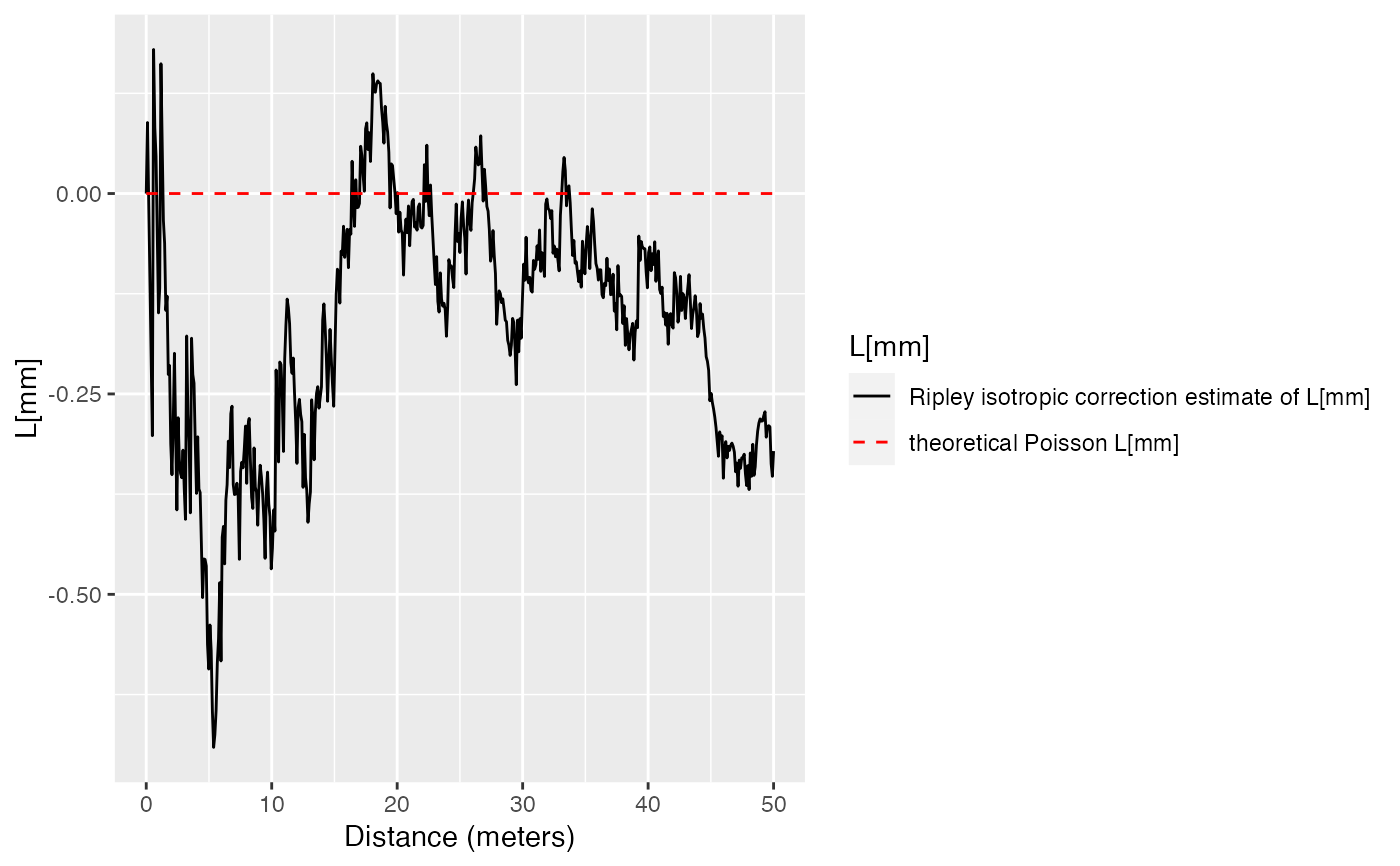 0.00
-0.25
-0.50
L[mm]
0
10
20
30
40
50
Distance (meters)
L[mm]
Ripley isotropic correction estimate of L[mm]
theoretical Poisson L[mm]